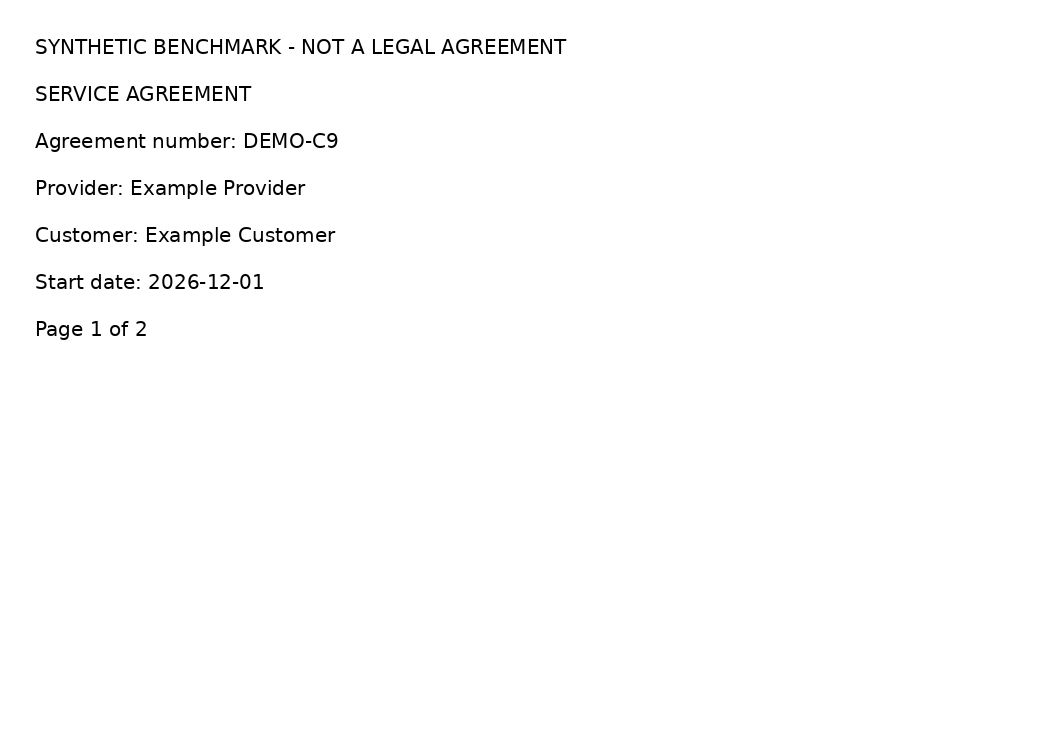 SYNTHETIC BENCHMARK - NOT A LEGAL AGREEMENT
SERVICE AGREEMENT
Agreement number: DEMO-C9
Provider: Example Provider
Customer: Example Customer
Start date: 2026-12-01
Page 1 of 2